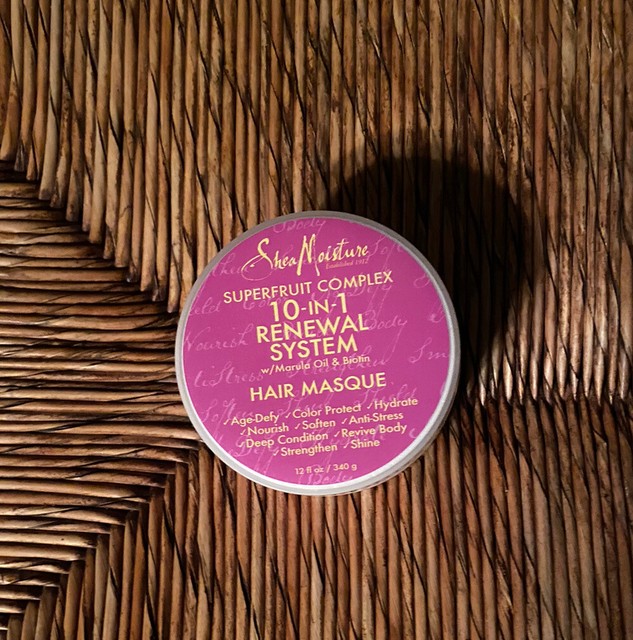 SheaMoisture
Established 1912
SUPERFRUIT COMPLEX
10-IN-1
RENEWAL
SYSTEM
w/Marula Oil & Biotin
HAIR MASQUE
✓Age-Defy ✓Color Protect ✓Hydrate
✓Nourish ✓Soften ✓Anti-Stress
✓Deep Condition ✓Revive Body
✓Strengthen ✓Shine
12 fl oz / 340 g